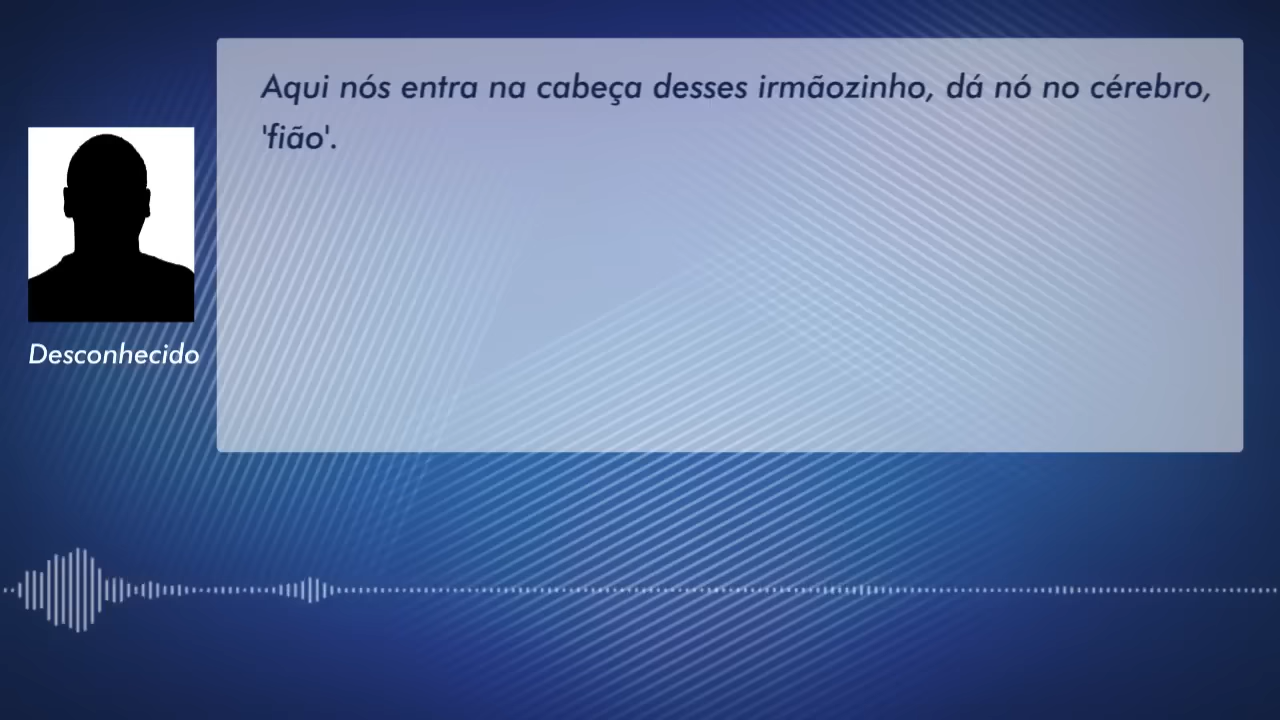 Aqui nós entra na cabeça desses irmãozinho, dá nó no cérebro,
'fião'.
Desconhecido